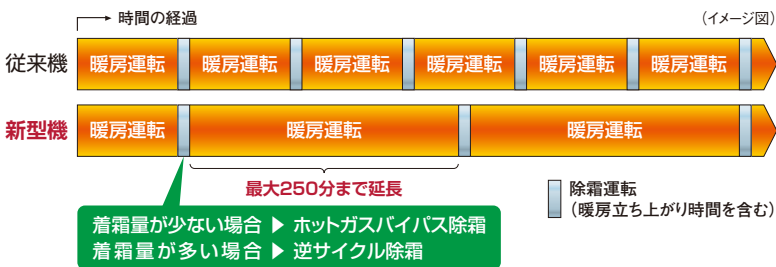 時間の経過
(イメージ図)
従来機 暖房運転 暖房運転 暖房運転 暖房運転 暖房運転 暖房運転
新型機 暖房運転 暖房運転 暖房運転
最大250分まで延長
除霜運転
(暖房立ち上がり時間を含む)
着霜量が少ない場合 ▶ ホットガスバイパス除霜
着霜量が多い場合 ▶ 逆サイクル除霜